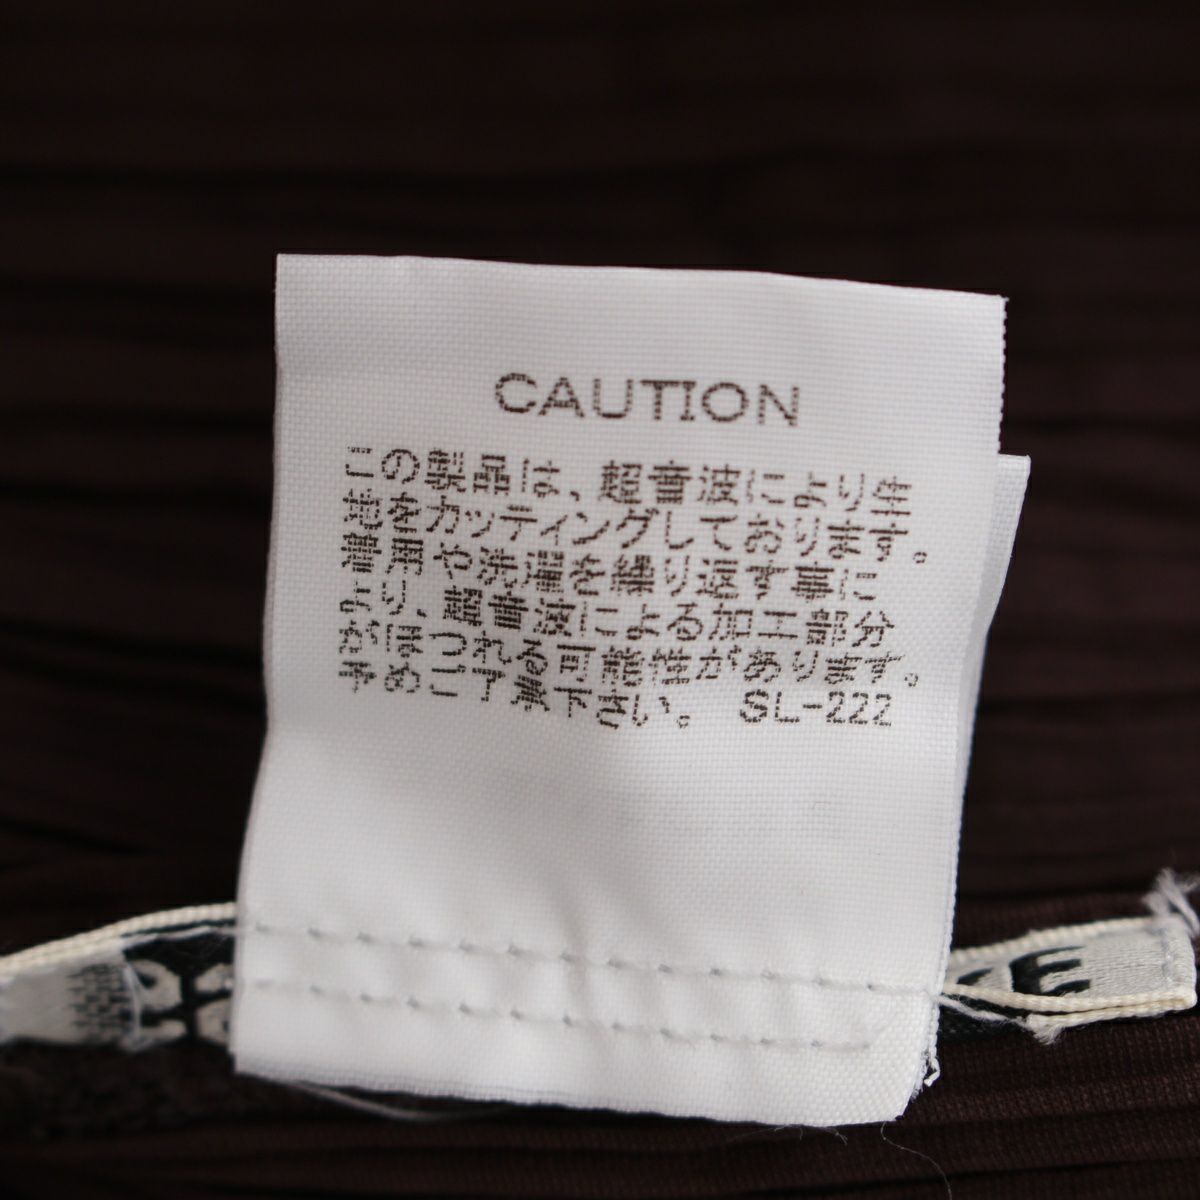 CAUTION
この製品は、超音波により生
地をカッティングしております。
着用や洗濯を繰り返す事に
より、超音波による加工部分
がほつれる可能性があります。
予めご了承下さい。 SL-222